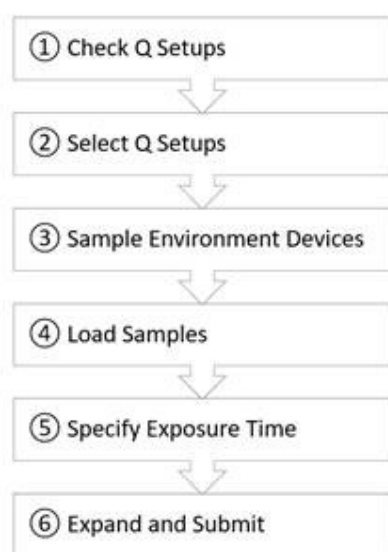 ① Check Q Setups
② Select Q Setups
③ Sample Environment Devices
④ Load Samples
⑤ Specify Exposure Time
⑥ Expand and Submit